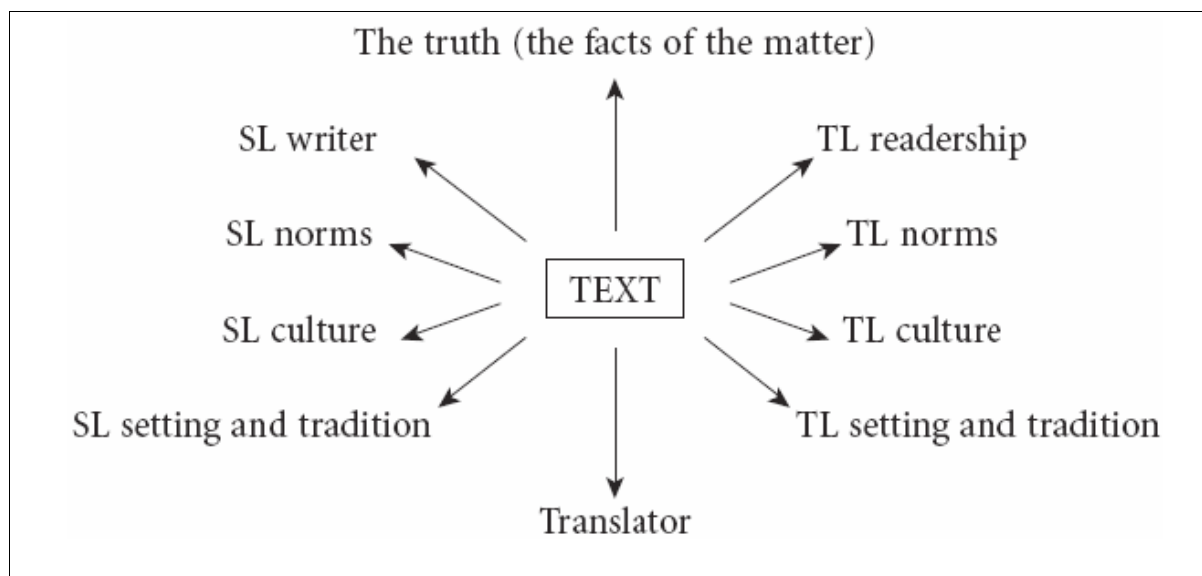 The truth (the facts of the matter)
SL writer
TL readership
SL norms
TL norms
TEXT
SL culture
TL culture
SL setting and tradition
TL setting and tradition
Translator